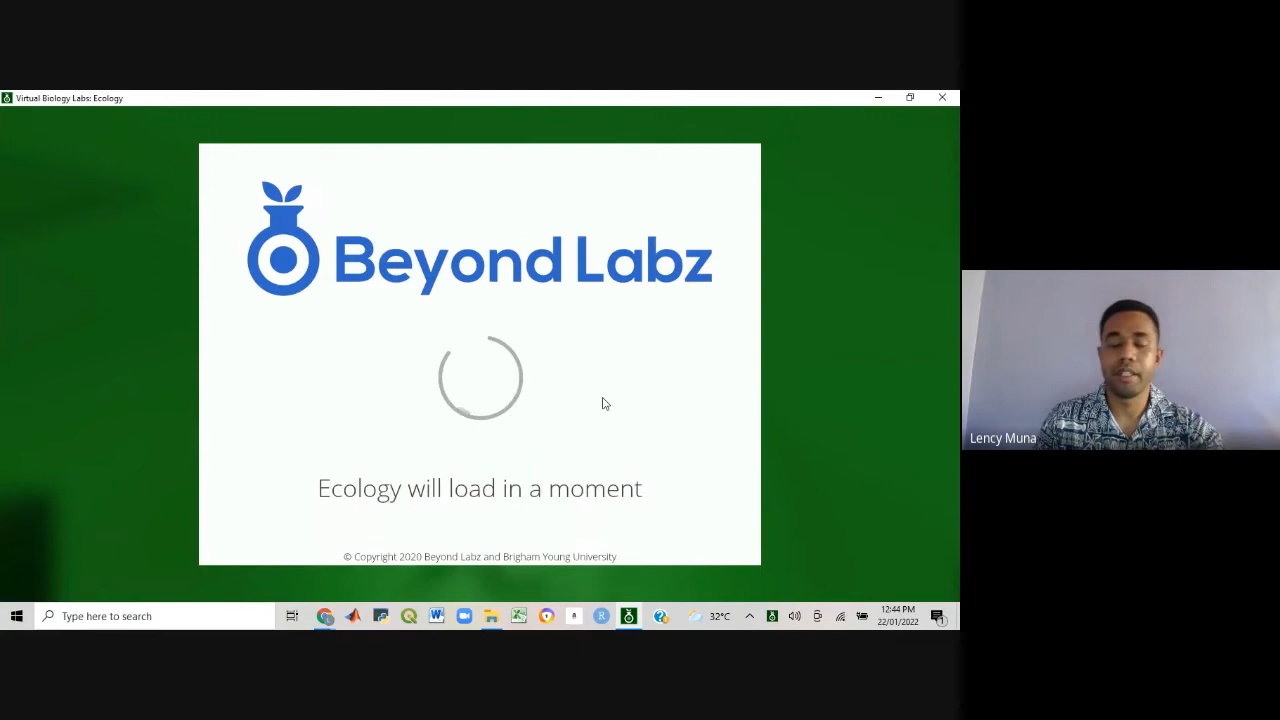 Virtual Biology Labs: Ecology
Beyond Labz
Ecology will load in a moment
© Copyright 2020 Beyond Labz and Brigham Young University
Lency Muna
Type here to search
32°C
12:44 PM
22/01/2022